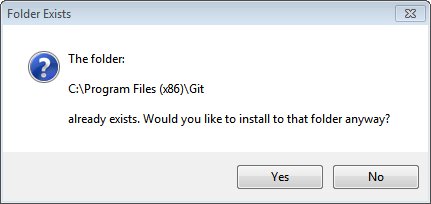 Folder Exists
The folder:
C:\Program Files (x86)\Git
already exists. Would you like to install to that folder anyway?
Yes
No